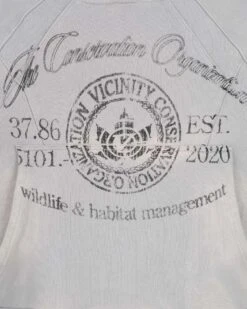 The Conservation Organization
VICINITY CONSERVATION ORGANIZATION
37.86 EST.
5101.- 2020
wildlife & habitat management